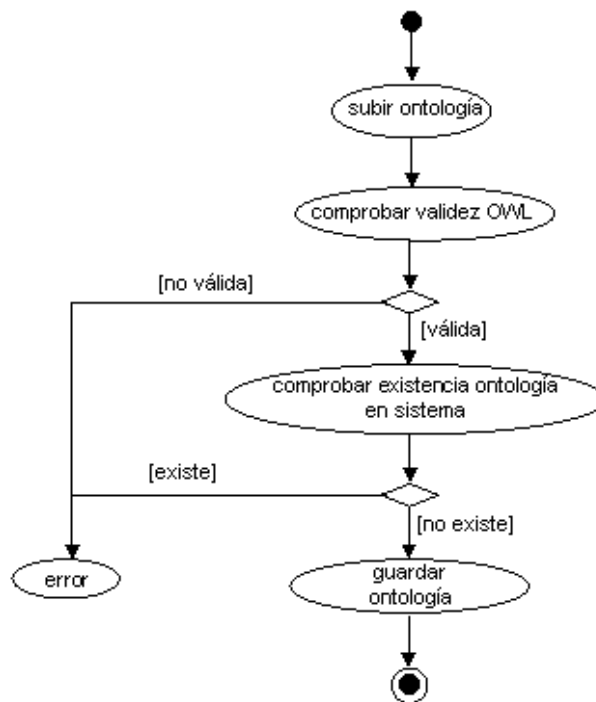 subir ontología
comprobar validez OWL
[no válida]
[válida]
comprobar existencia ontología
en sistema
[existe]
[no existe]
error
guardar
ontología